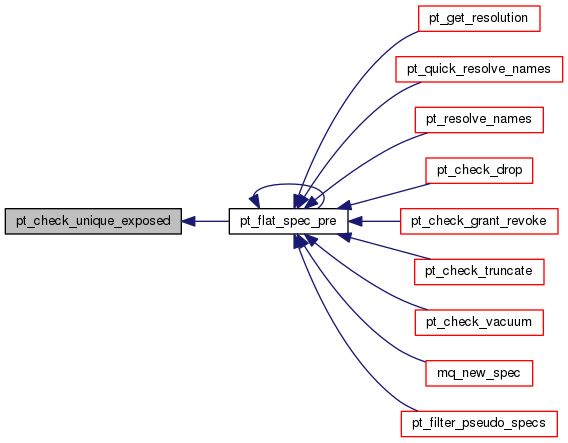 pt_get_resolution
pt_quick_resolve_names
pt_resolve_names
pt_check_drop
pt_check_unique_exposed
pt_flat_spec_pre
pt_check_grant_revoke
pt_check_truncate
pt_check_vacuum
mq_new_spec
pt_filter_pseudo_specs